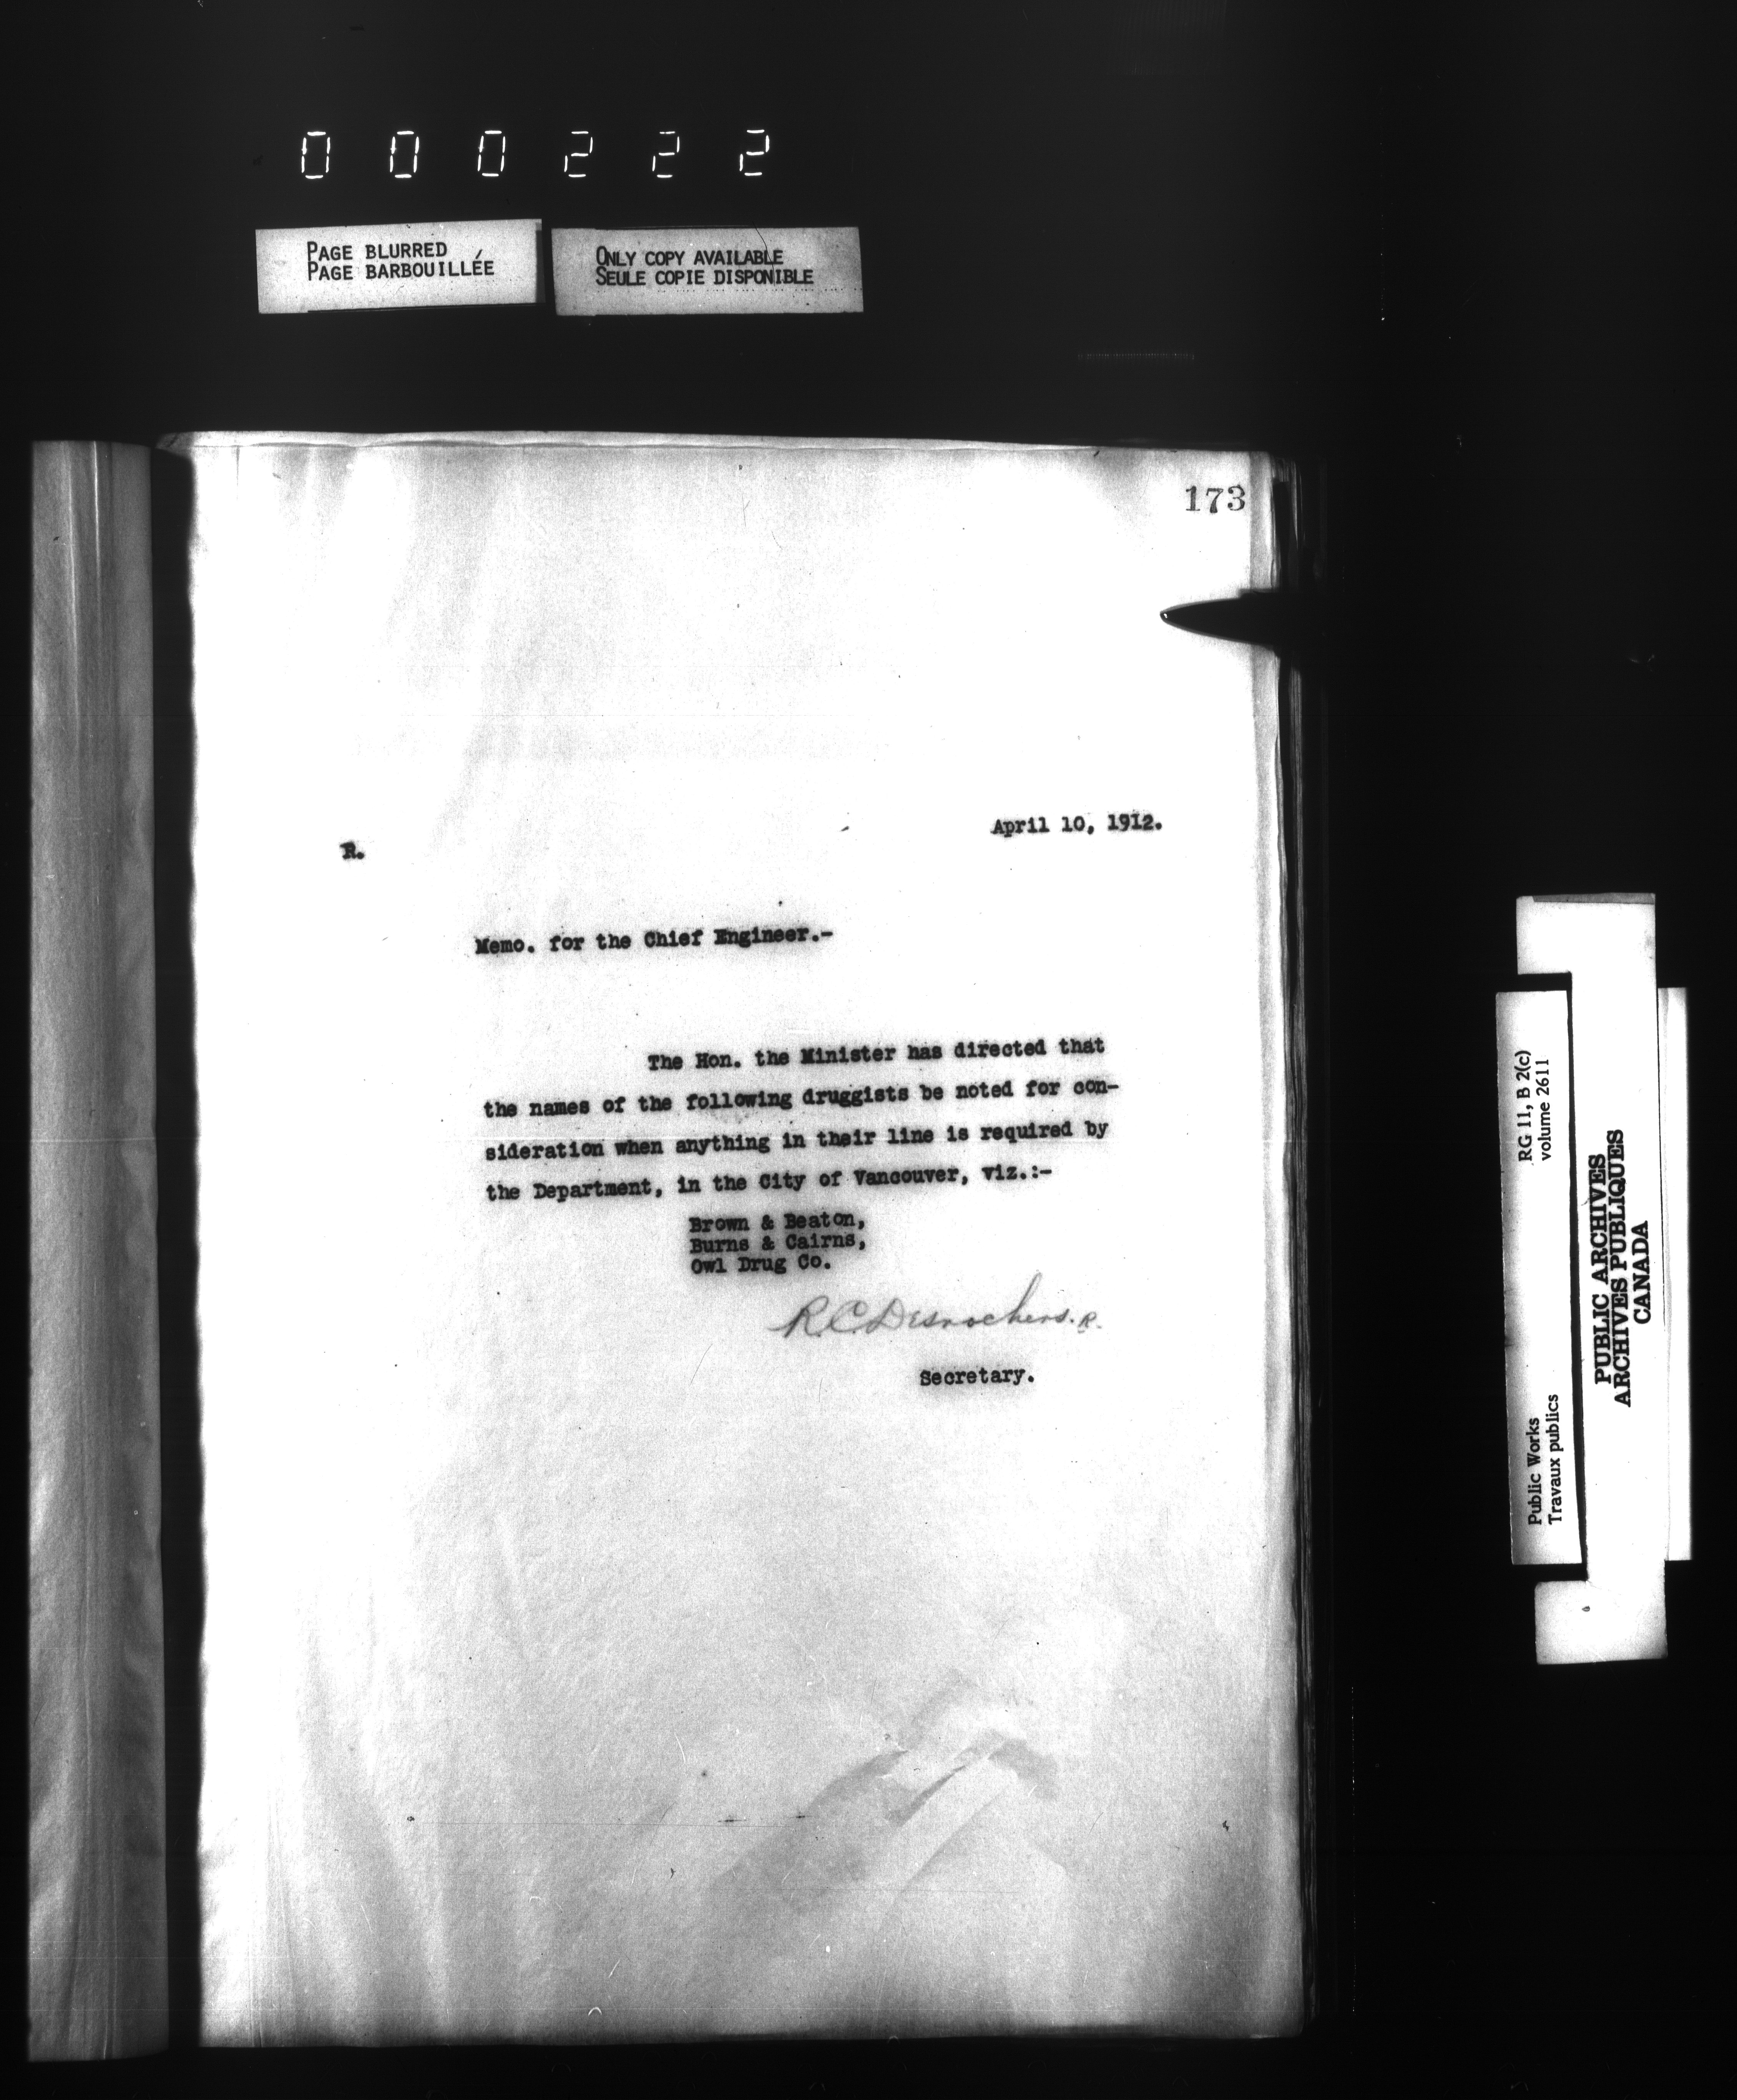 000222
PAGE BLURRED
PAGE BARBOUILLÉE
ONLY COPY AVAILABLE
SEULE COPIE DISPONIBLE
173
April 10, 1912.
R.
Memo. for the Chief Engineer.-
The Hon. the Minister has directed that
the names of the following druggists be noted for con-
sideration when anything in their line is required by
the Department, in the City of Vancouver, viz.:-
Brown & Beaton,
Burns & Cairns,
Owl Drug Co.
R.C. Desrochers. R.
Secretary.
RG 11, B 2(c)
volume 2611
Public Works
Travaux publics
PUBLIC ARCHIVES
ARCHIVES PUBLIQUES
CANADA